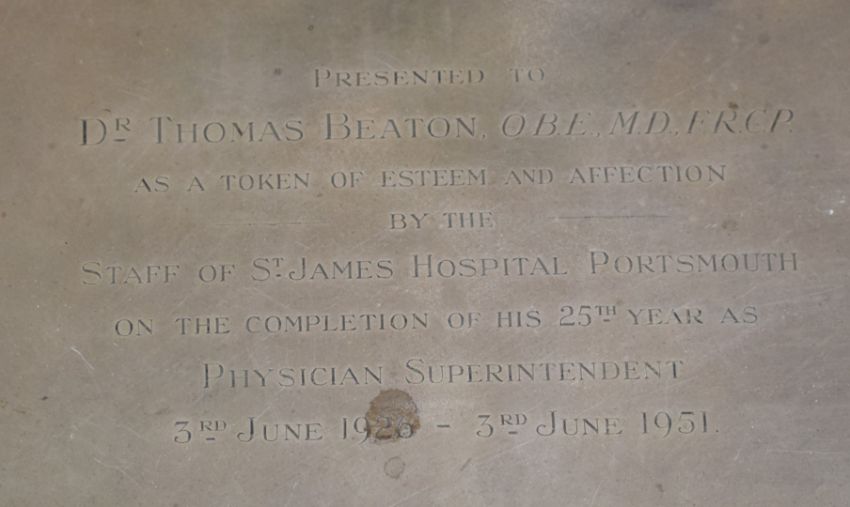 PRESENTED TO
DR THOMAS BEATON, O.B.E., M.D., F.R.C.P.
AS A TOKEN OF ESTEEM AND AFFECTION
BY THE
STAFF OF ST. JAMES HOSPITAL PORTSMOUTH
ON THE COMPLETION OF HIS 25TH YEAR AS
PHYSICIAN SUPERINTENDENT
3RD JUNE 1926 - 3RD JUNE 1951.